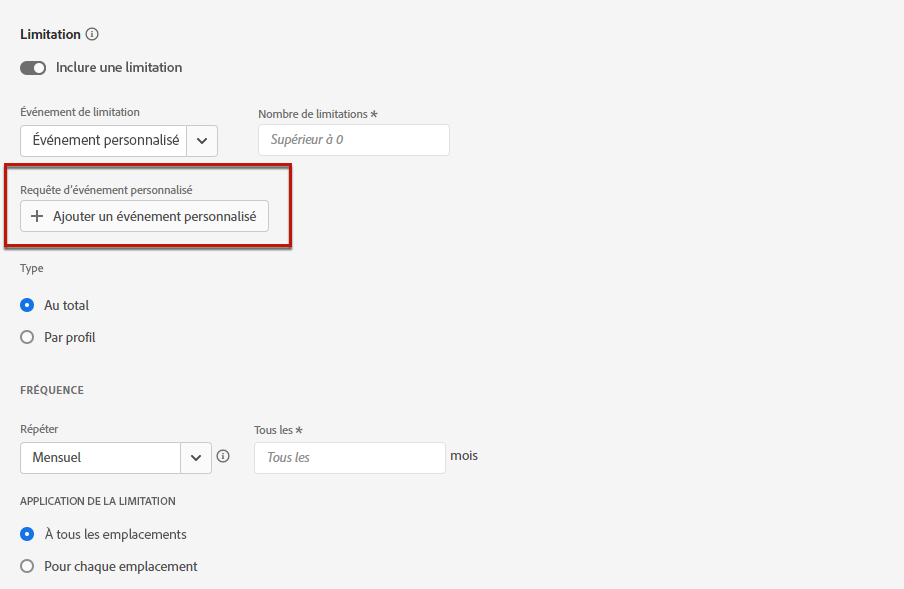 Limitation
Inclure une limitation
Événement de limitation
Nombre de limitations *
Événement personnalisé
Supérieur à 0
Requête d'événement personnalisé
+ Ajouter un événement personnalisé
Type
Au total
Par profil
FRÉQUENCE
Répéter
Tous les *
Mensuel
Tous les
mois
APPLICATION DE LA LIMITATION
À tous les emplacements
Pour chaque emplacement